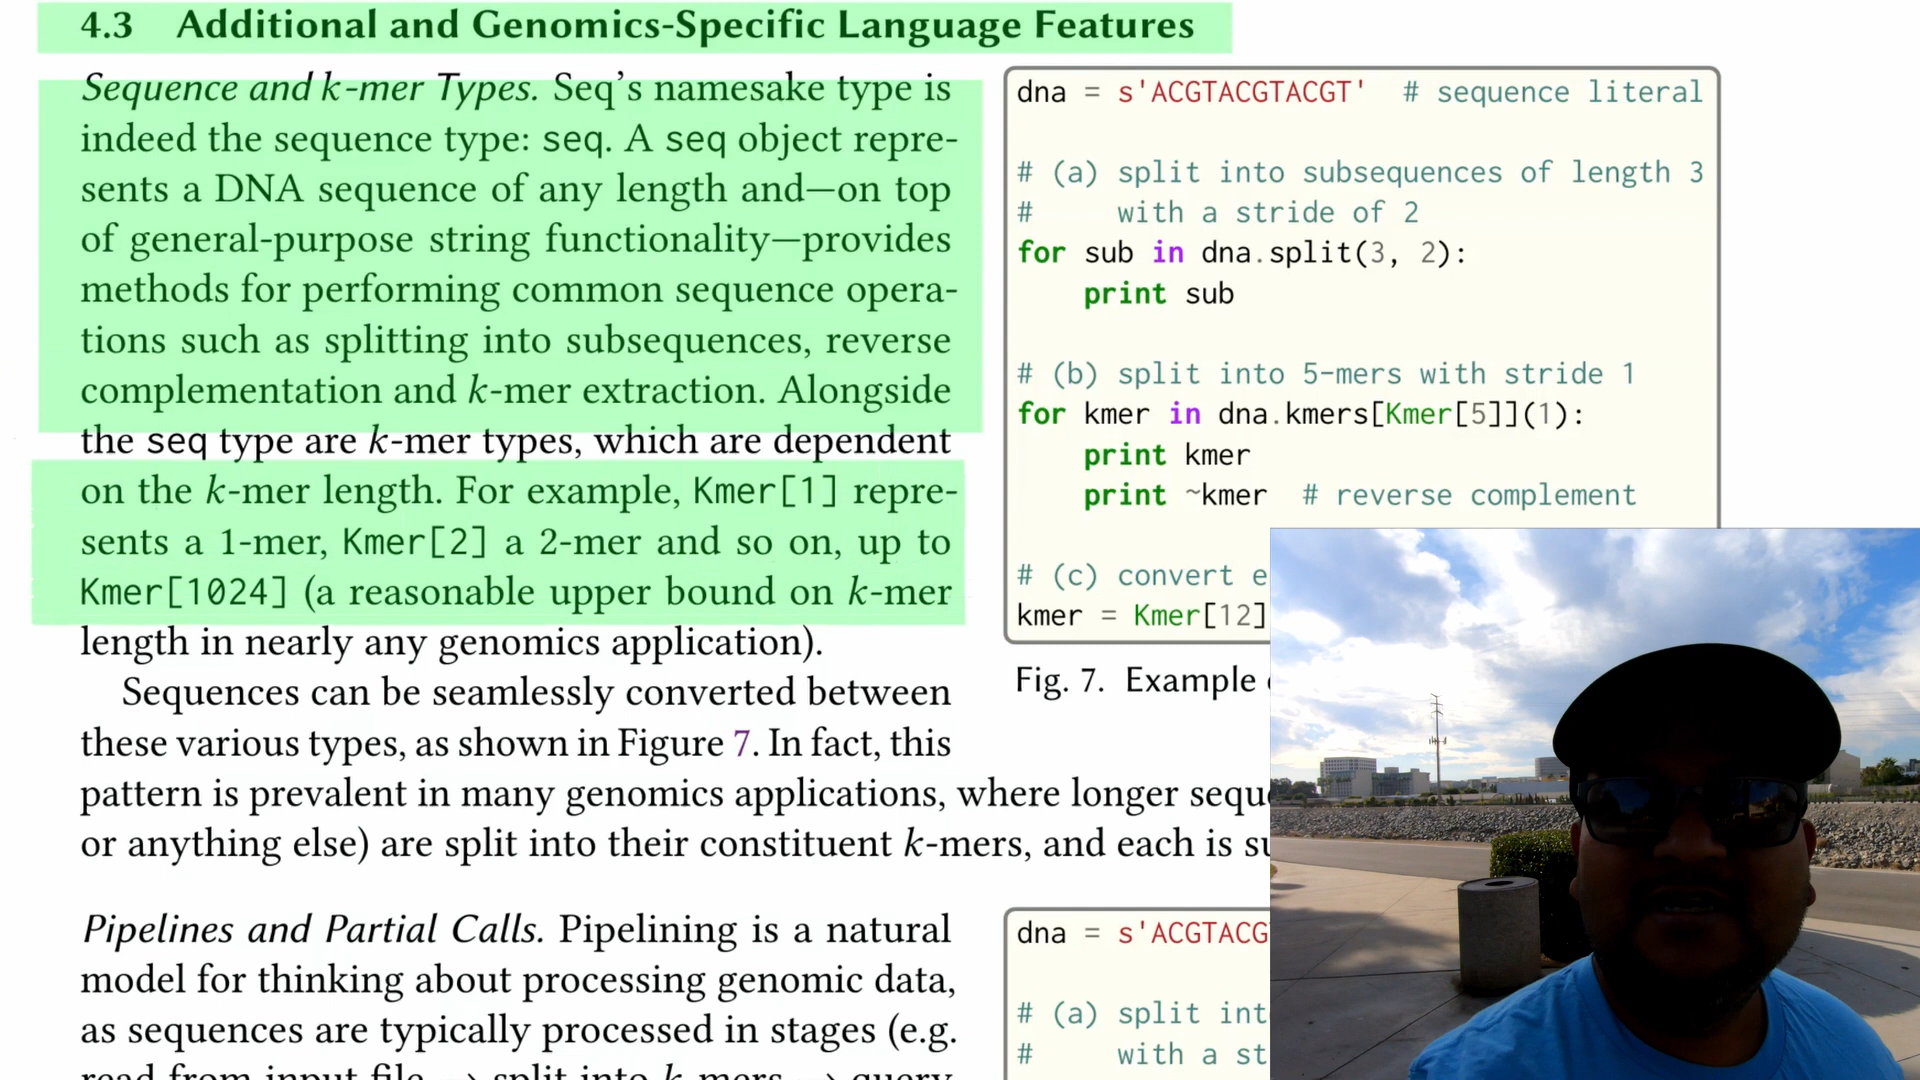 4.3 Additional and Genomics-Specific Language Features
Sequence and k-mer Types. Seq's namesake type is
indeed the sequence type: seq. A seq object repre-
sents a DNA sequence of any length and—on top
of general-purpose string functionality—provides
methods for performing common sequence opera-
tions such as splitting into subsequences, reverse
complementation and k-mer extraction. Alongside
the seq type are k-mer types, which are dependent
on the k-mer length. For example, Kmer[1] repre-
sents a 1-mer, Kmer[2] a 2-mer and so on, up to
Kmer[1024] (a reasonable upper bound on k-mer
length in nearly any genomics application).
Sequences can be seamlessly converted between
these various types, as shown in Figure 7. In fact, this
pattern is prevalent in many genomics applications, where longer sequ
or anything else) are split into their constituent k-mers, and each is su
Pipelines and Partial Calls. Pipelining is a natural
model for thinking about processing genomic data,
as sequences are typically processed in stages (e.g.
read from input file → split into k-mers → query
dna = s'ACGTACGTACGT' # sequence literal
# (a) split into subsequences of length 3
# with a stride of 2
for sub in dna.split(3, 2):
print sub
# (b) split into 5-mers with stride 1
for kmer in dna.kmers[Kmer[5]](1):
print kmer
print ~kmer # reverse complement
# (c) convert e
kmer = Kmer[12]
Fig. 7. Example
dna = s'ACGTACG
# (a) split int
# with a st